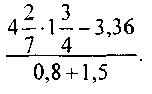 4 2/7 · 1 3/4 − 3,36
0,8 + 1,5
.